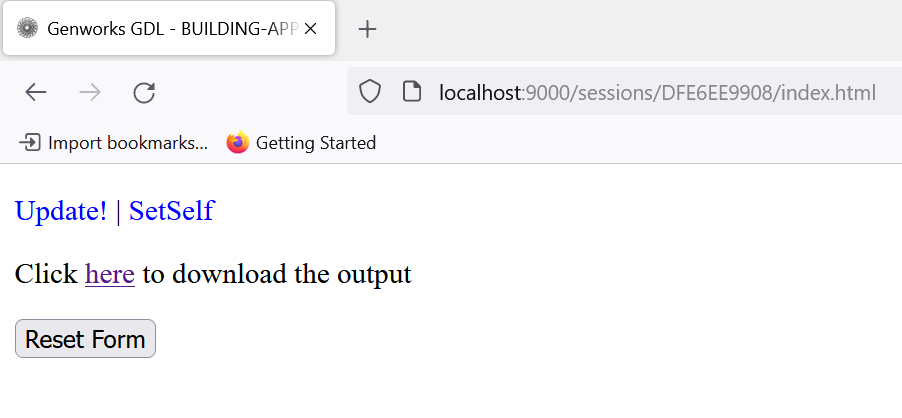 Genworks GDL - BUILDING-APP
localhost:9000/sessions/DFE6EE9908/index.html
Import bookmarks... Getting Started
Update! | SetSelf
Click here to download the output
Reset Form